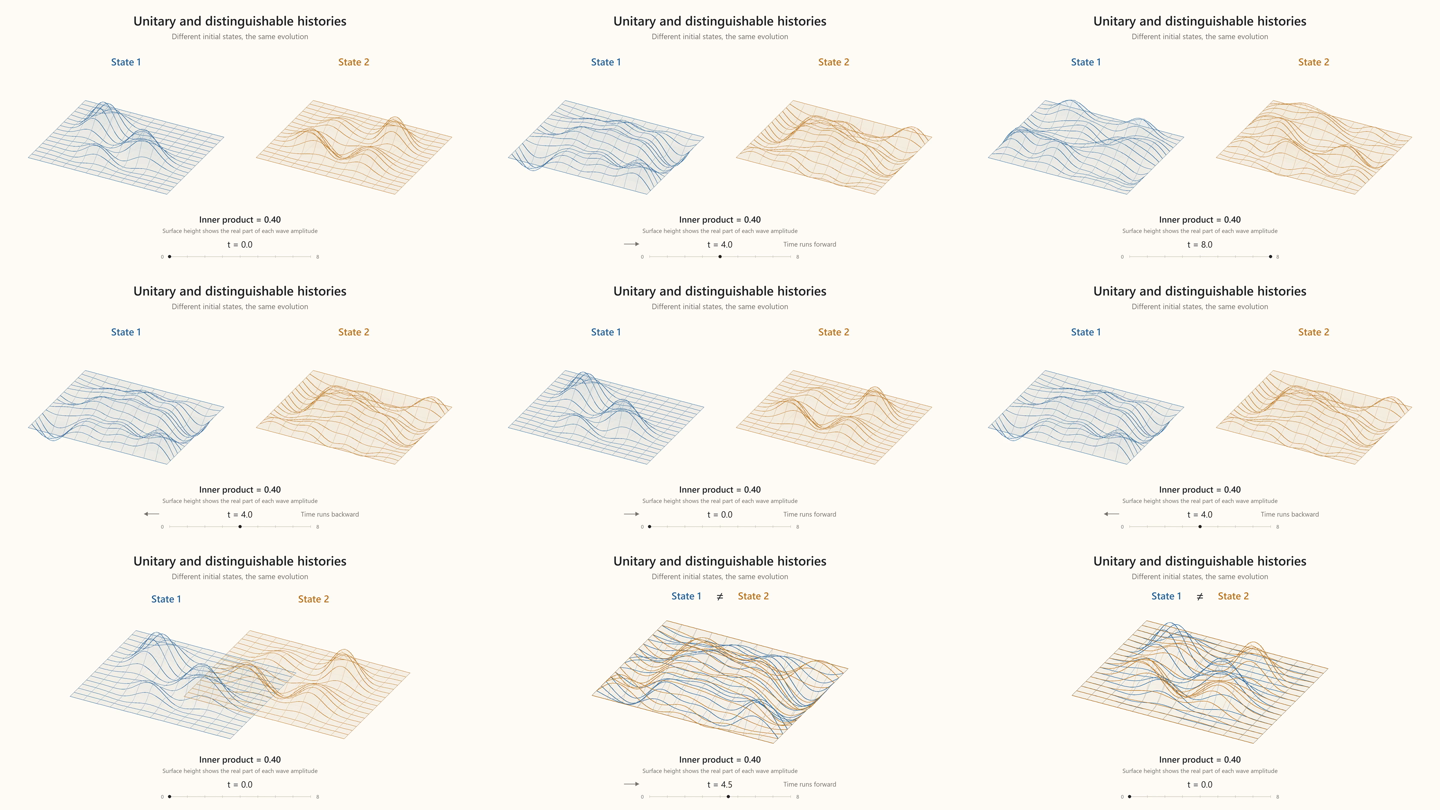 Unitary and distinguishable histories
Different initial states, the same evolution
State 1 State 2
Inner product = 0.40
Surface height shows the real part of each wave amplitude
t = 0.0
0 8
Unitary and distinguishable histories
Different initial states, the same evolution
State 1 State 2
Inner product = 0.40
Surface height shows the real part of each wave amplitude
t = 4.0 Time runs forward
0 8
Unitary and distinguishable histories
Different initial states, the same evolution
State 1 State 2
Inner product = 0.40
Surface height shows the real part of each wave amplitude
t = 8.0
0 8
Unitary and distinguishable histories
Different initial states, the same evolution
State 1 State 2
Inner product = 0.40
Surface height shows the real part of each wave amplitude
← t = 4.0 Time runs backward
0 8
Unitary and distinguishable histories
Different initial states, the same evolution
State 1 State 2
Inner product = 0.40
Surface height shows the real part of each wave amplitude
→ t = 0.0 Time runs forward
0 8
Unitary and distinguishable histories
Different initial states, the same evolution
State 1 State 2
Inner product = 0.40
Surface height shows the real part of each wave amplitude
← t = 4.0 Time runs backward
0 8
Unitary and distinguishable histories
Different initial states, the same evolution
State 1 State 2
Inner product = 0.40
Surface height shows the real part of each wave amplitude
t = 0.0
0 8
Unitary and distinguishable histories
Different initial states, the same evolution
State 1 ≠ State 2
Inner product = 0.40
Surface height shows the real part of each wave amplitude
→ t = 4.5 Time runs forward
0 8
Unitary and distinguishable histories
Different initial states, the same evolution
State 1 ≠ State 2
Inner product = 0.40
Surface height shows the real part of each wave amplitude
t = 0.0
0 8